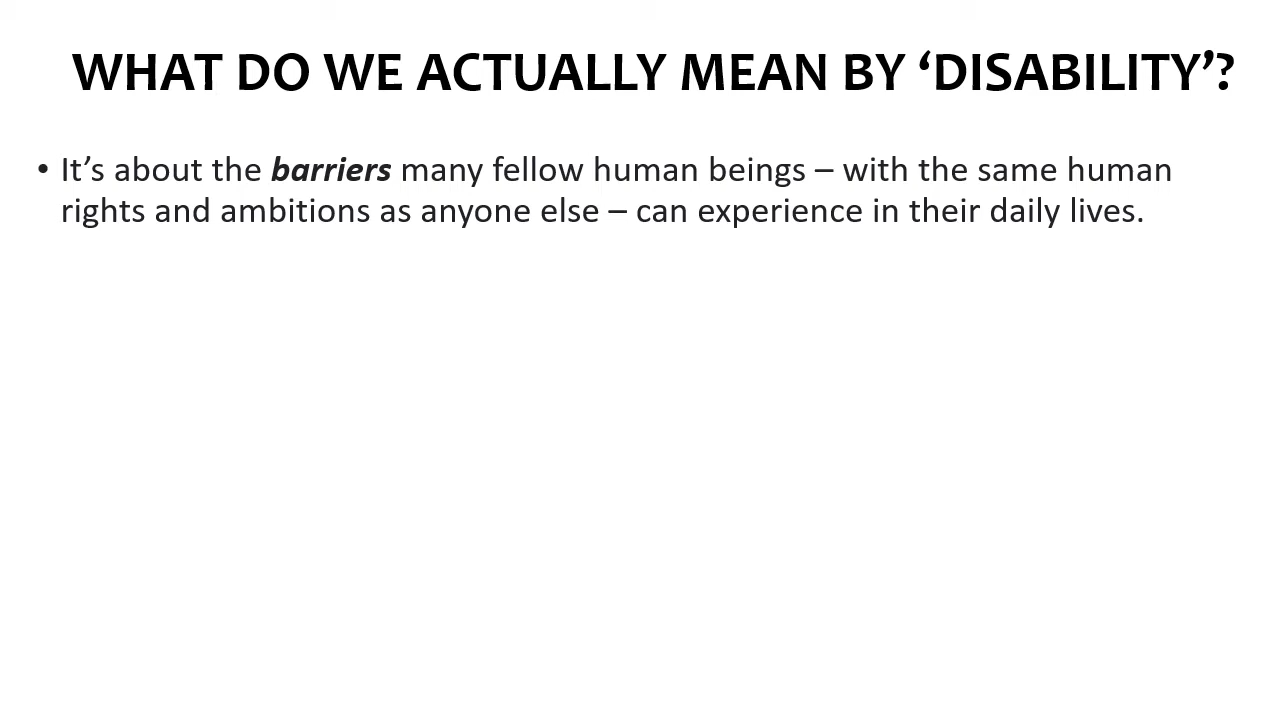 WHAT DO WE ACTUALLY MEAN BY ‘DISABILITY’?
• It’s about the barriers many fellow human beings – with the same human
rights and ambitions as anyone else – can experience in their daily lives.